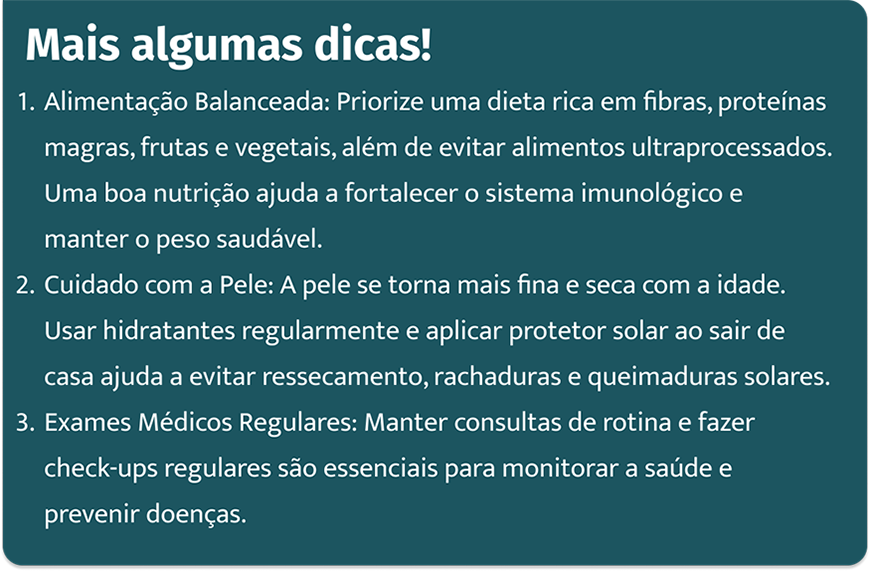 Mais algumas dicas!
1. Alimentação Balanceada: Priorize uma dieta rica em fibras, proteínas
magras, frutas e vegetais, além de evitar alimentos ultraprocessados.
Uma boa nutrição ajuda a fortalecer o sistema imunológico e
manter o peso saudável.
2. Cuidado com a Pele: A pele se torna mais fina e seca com a idade.
Usar hidratantes regularmente e aplicar protetor solar ao sair de
casa ajuda a evitar ressecamento, rachaduras e queimaduras solares.
3. Exames Médicos Regulares: Manter consultas de rotina e fazer
check-ups regulares são essenciais para monitorar a saúde e
prevenir doenças.